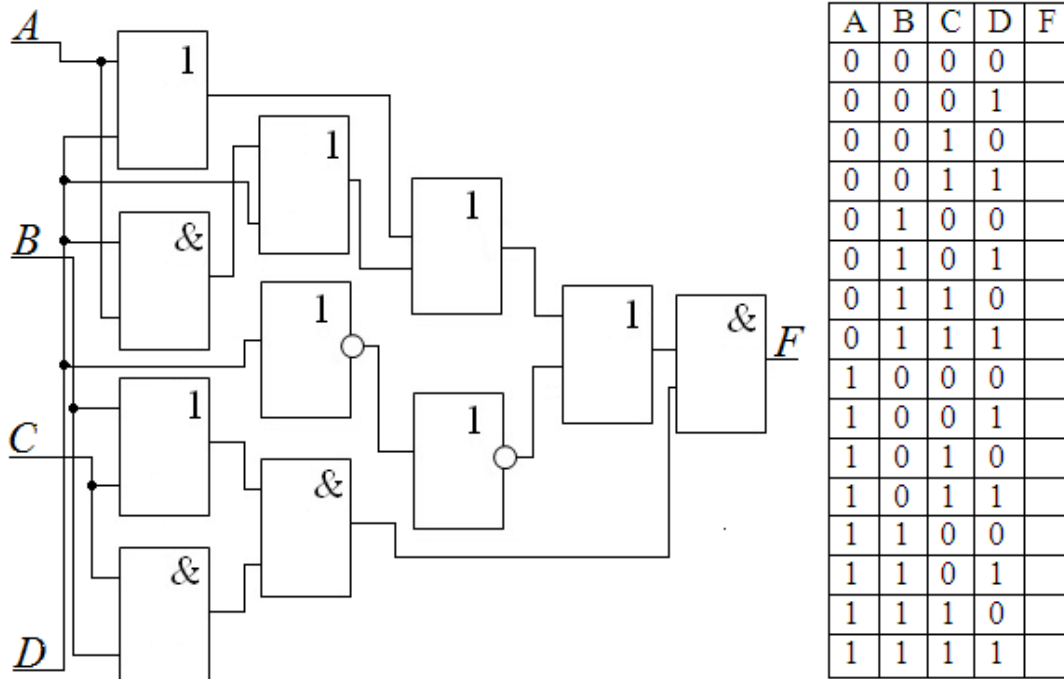 A
1
1
B
&
1
1
1
&
F
C
1
1
&
&
D
A B C D F
0 0 0 0
0 0 0 1
0 0 1 0
0 0 1 1
0 1 0 0
0 1 0 1
0 1 1 0
0 1 1 1
1 0 0 0
1 0 0 1
1 0 1 0
1 0 1 1
1 1 0 0
1 1 0 1
1 1 1 0
1 1 1 1